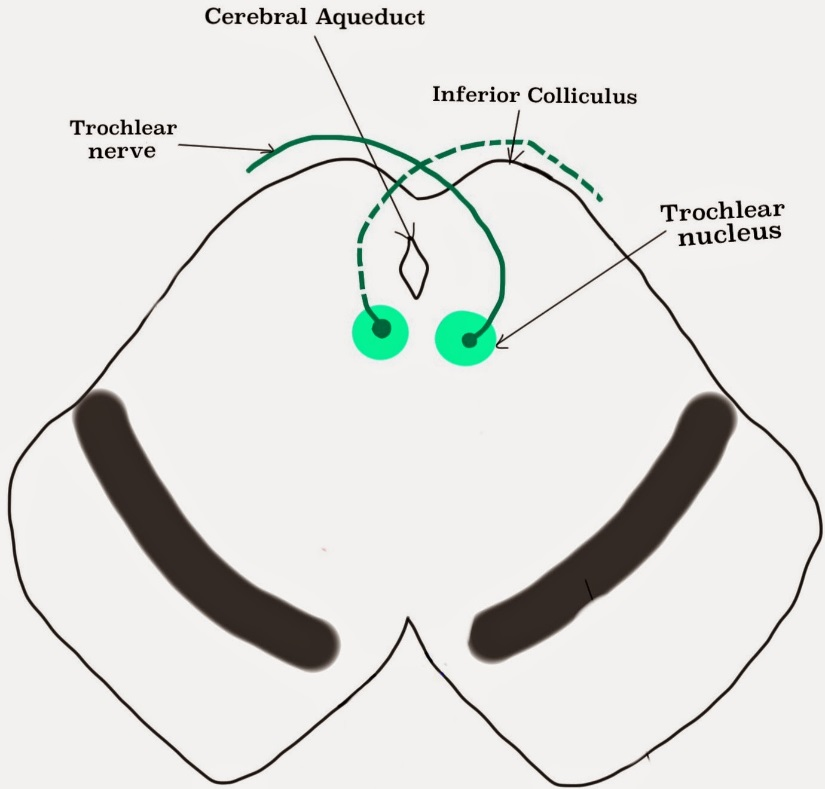 Cerebral Aqueduct
Inferior Colliculus
Trochlear
nerve
Trochlear
nucleus